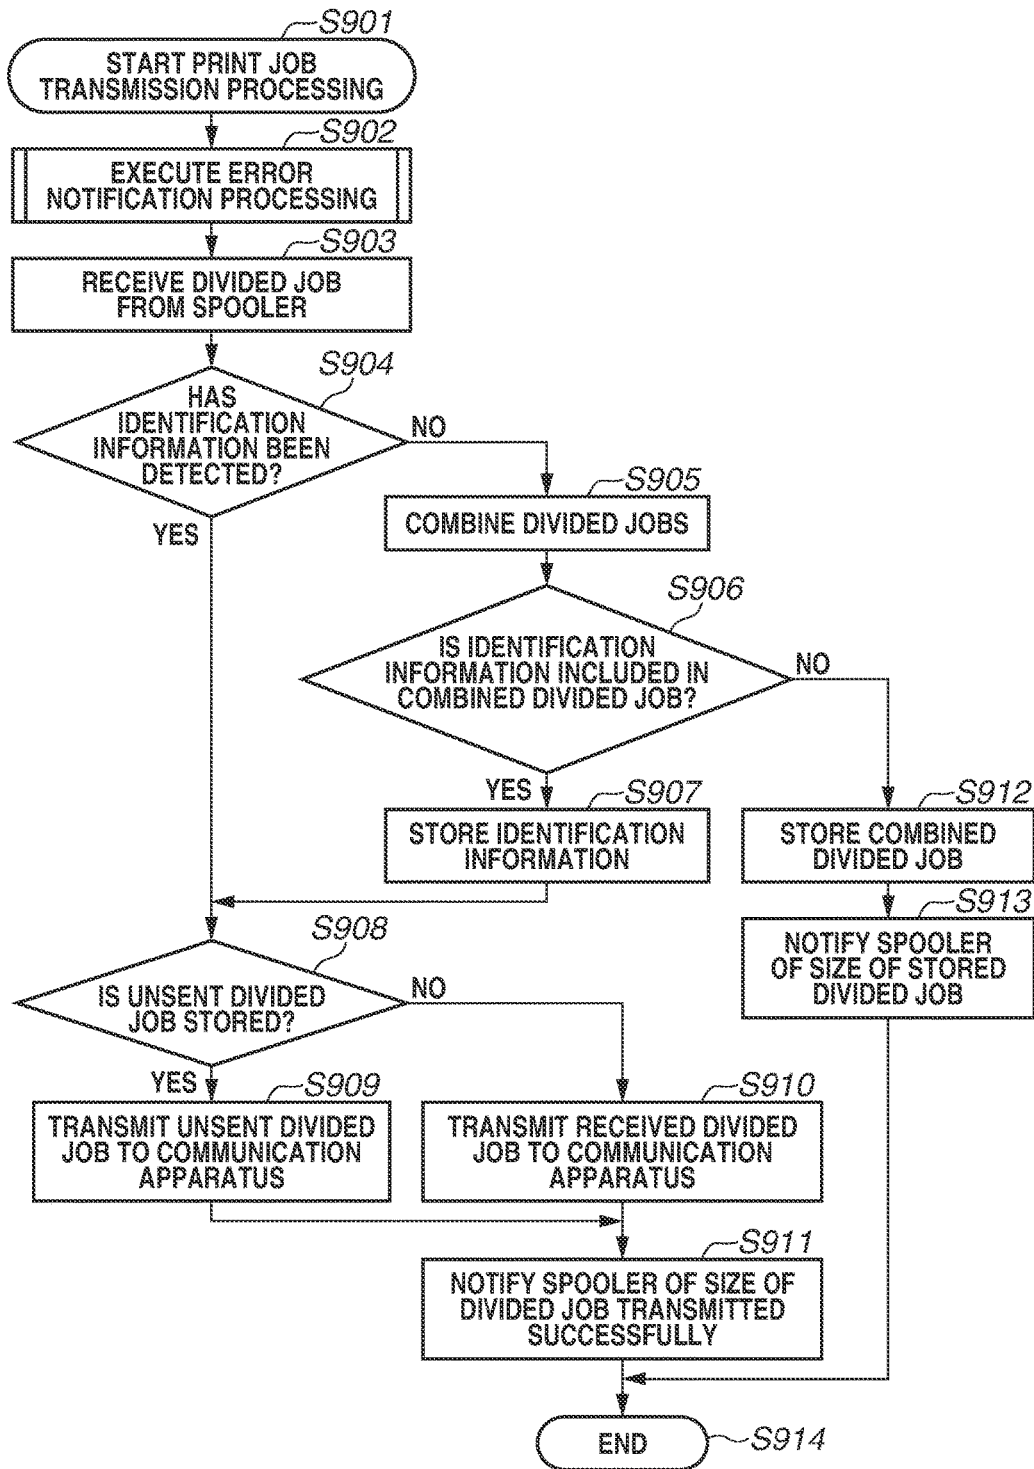 S901
START PRINT JOB
TRANSMISSION PROCESSING
S902
EXECUTE ERROR
NOTIFICATION PROCESSING
S903
RECEIVE DIVIDED JOB
FROM SPOOLER
S904
HAS
IDENTIFICATION
INFORMATION BEEN
DETECTED?
NO
YES
S905
COMBINE DIVIDED JOBS
S906
IS IDENTIFICATION
INFORMATION INCLUDED IN
COMBINED DIVIDED JOB?
NO
YES
S907
STORE IDENTIFICATION
INFORMATION
S912
STORE COMBINED
DIVIDED JOB
S913
NOTIFY SPOOLER
OF SIZE OF STORED
DIVIDED JOB
S908
IS UNSENT DIVIDED
JOB STORED?
NO
YES
S909
TRANSMIT UNSENT DIVIDED
JOB TO COMMUNICATION
APPARATUS
S910
TRANSMIT RECEIVED DIVIDED
JOB TO COMMUNICATION
APPARATUS
S911
NOTIFY SPOOLER OF SIZE OF
DIVIDED JOB TRANSMITTED
SUCCESSFULLY
END
S914